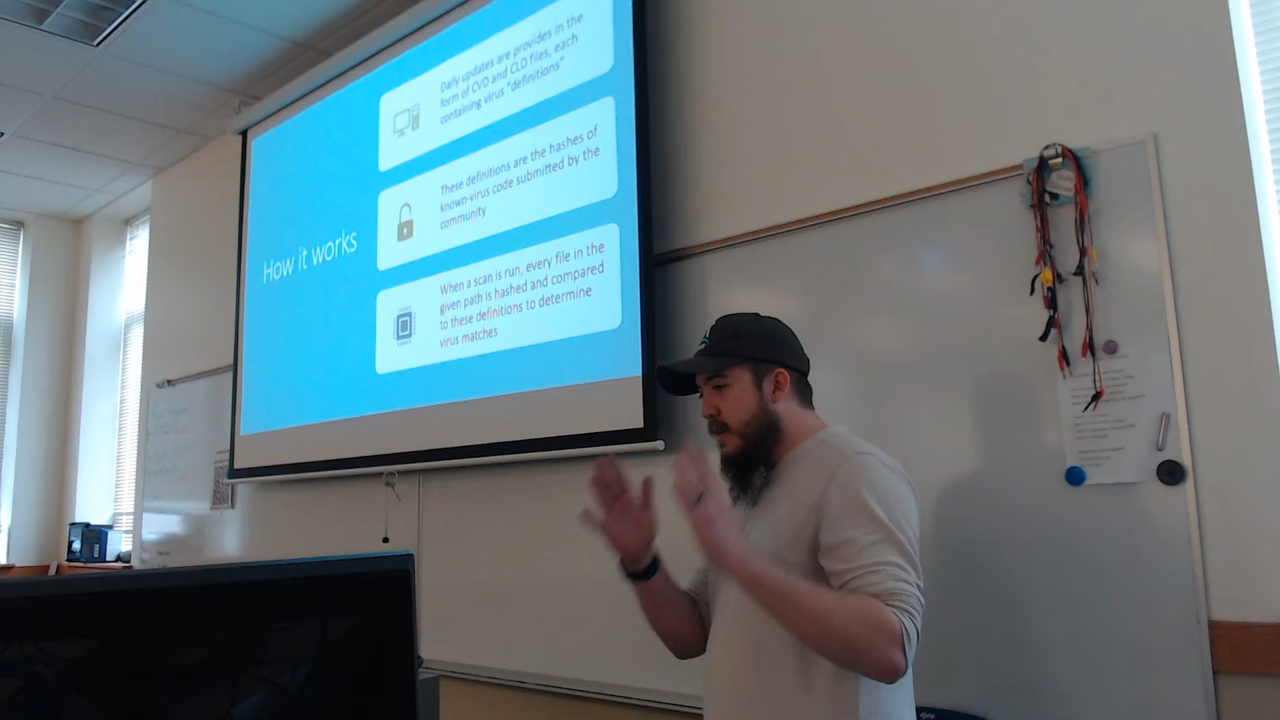 How it works
Daily updates are provides in the
form of CVD and CLD files, each
containing virus "definitions"
These definitions are the hashes of
known-virus code submitted by the
community
When a scan is run, every file in the
given path is hashed and compared
to these definitions to determine
virus matches